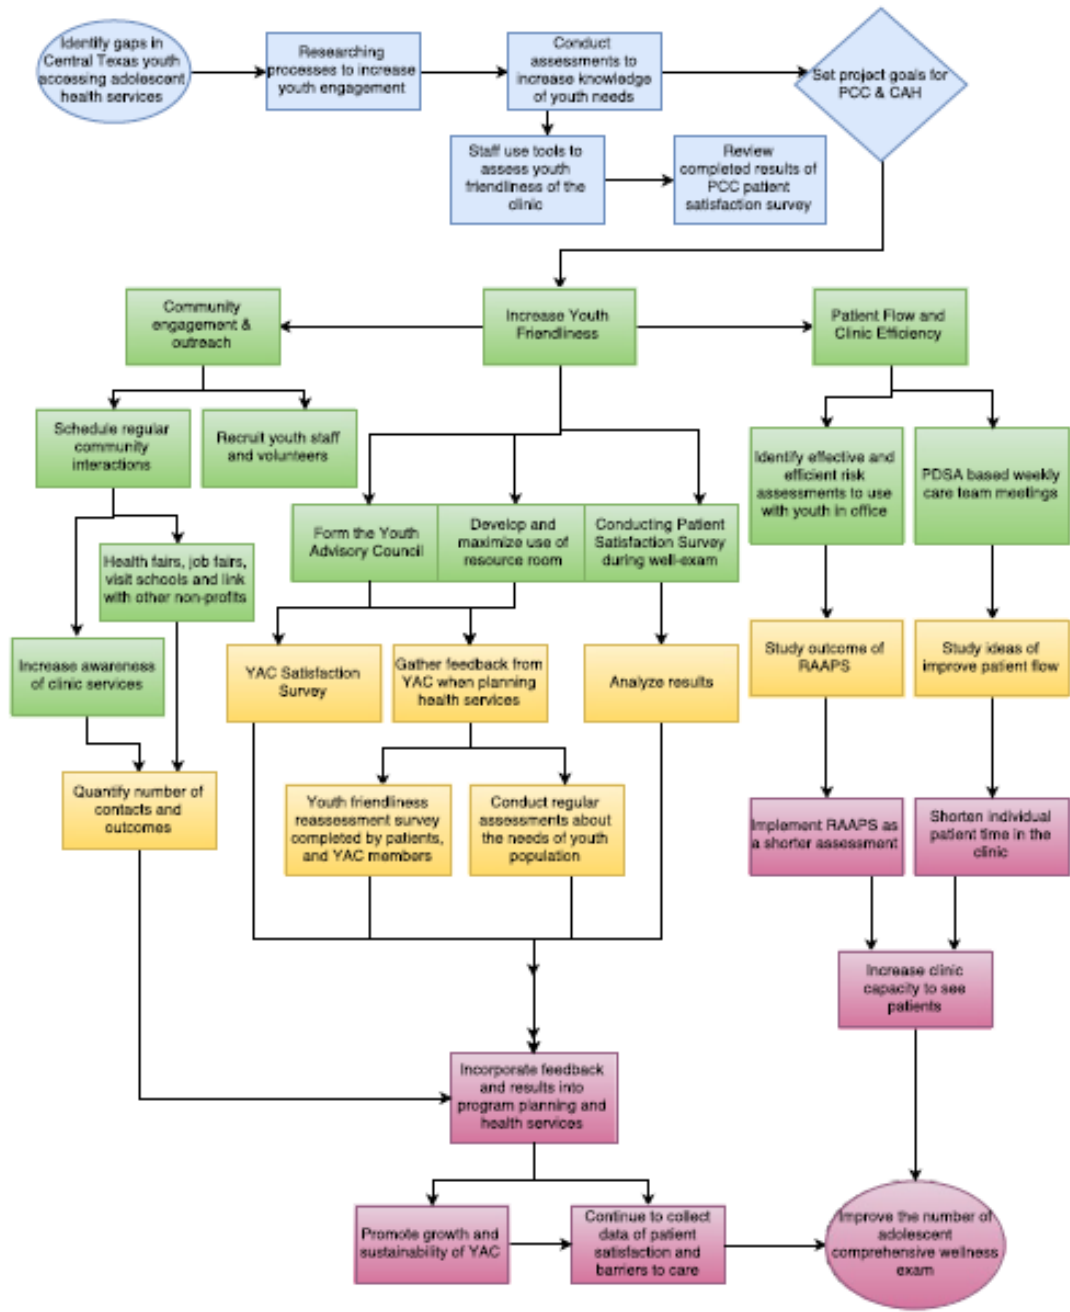 Identify gaps in
Central Texas youth
accessing adolescent
health services
Researching
processes to increase
youth engagement
Conduct
assessments to
increase knowledge
of youth needs
Set project goals for
PCC & CAH
Staff use tools to
assess youth
friendliness of the
clinic
Review
completed results of
PCC patient
satisfaction survey
Community
engagement &
outreach
Increase Youth
Friendliness
Patient Flow and
Clinic Efficiency
Schedule regular
community
interactions
Recruit youth staff
and volunteers
Identify effective and
efficient risk
assessments to use
with youth in office
PDSA based weekly
care team meetings
Form the Youth
Advisory Council
Develop and
maximize use of
resource room
Conducting Patient
Satisfaction Survey
during well-exam
Health fairs, job fairs,
visit schools and link
with other non-profits
Increase awareness
of clinic services
YAC Satisfaction
Survey
Gather feedback from
YAC when planning
health services
Analyze results
Study outcome of
RAAPS
Study ideas of
improve patient flow
Quantify number of
contacts and
outcomes
Youth friendliness
reassessment survey
completed by patients,
and YAC members
Conduct regular
assessments about
the needs of youth
population
Implement RAAPS as
a shorter assessment
Shorten individual
patient time in the
clinic
Increase clinic
capacity to see
patients
Incorporate feedback
and results into
program planning and
health services
Promote growth and
sustainability of YAC
Continue to collect
data of patient
satisfaction and
barriers to care
Improve the number of
adolescent
comprehensive wellness
exam